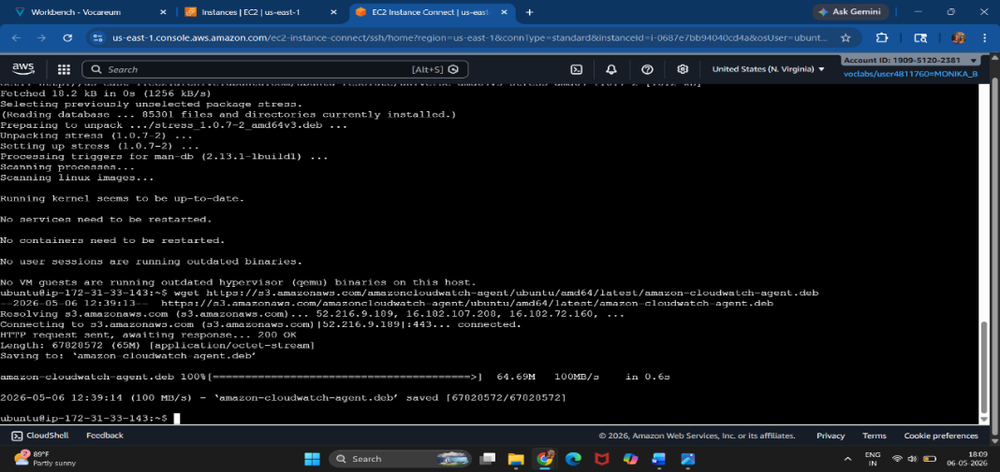 Workbench - Vocareum
Instances | EC2 | us-east-1
EC2 Instance Connect | us-east-
Ask Gemini
us-east-1.console.aws.amazon.com/ec2-instance-connect/ssh/home?region=us-east-1&connType=standard&instanceId=i-0687e7bb94040cd4a&osUser=ubunt...
aws
Search [Alt+S]
United States (N. Virginia)
Account ID: 1909-5120-2381
voclabs/user4811760=MONIKA_B
Fetched 18.2 kB in 0s (1256 kB/s)
Selecting previously unselected package stress.
(Reading database ... 85301 files and directories currently installed.)
Preparing to unpack .../stress_1.0.7-2_amd64v3.deb ...
Unpacking stress (1.0.7-2) ...
Setting up stress (1.0.7-2) ...
Processing triggers for man-db (2.13.1-1build1) ...
Scanning processes...
Scanning linux images...
Running kernel seems to be up-to-date.
No services need to be restarted.
No containers need to be restarted.
No user sessions are running outdated binaries.
No VM guests are running outdated hypervisor (qemu) binaries on this host.
ubuntu@ip-172-31-33-143:~$ wget https://s3.amazonaws.com/amazoncloudwatch-agent/ubuntu/amd64/latest/amazon-cloudwatch-agent.deb
--2026-05-06 12:39:13-- https://s3.amazonaws.com/amazoncloudwatch-agent/ubuntu/amd64/latest/amazon-cloudwatch-agent.deb
Resolving s3.amazonaws.com (s3.amazonaws.com)... 52.216.9.189, 16.182.107.208, 16.182.72.160, ...
Connecting to s3.amazonaws.com (s3.amazonaws.com)|52.216.9.189|:443... connected.
HTTP request sent, awaiting response... 200 OK
Length: 67828572 (65M) [application/octet-stream]
Saving to: ‘amazon-cloudwatch-agent.deb’
amazon-cloudwatch-agent.deb 100%[========================================>] 64.69M 100MB/s in 0.6s
2026-05-06 12:39:14 (100 MB/s) - ‘amazon-cloudwatch-agent.deb’ saved [67828572/67828572]
ubuntu@ip-172-31-33-143:~$
CloudShell Feedback © 2026, Amazon Web Services, Inc. or its affiliates. Privacy Terms Cookie preferences
2
89°F
Partly sunny
Search
ENG
IN
18:09
06-05-2026